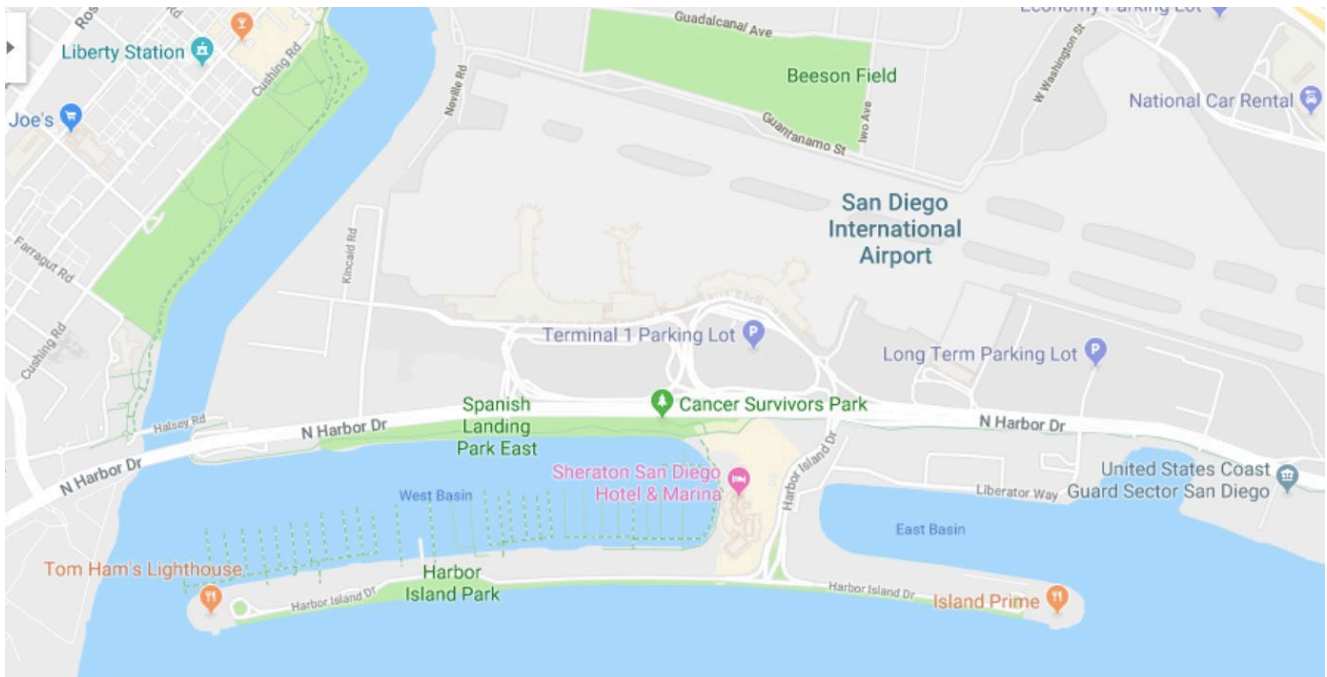 Guadalcanal Ave
Economy Parking Lot
Liberty Station
Cushing Rd
Neville Rd
Beeson Field
W Washington St
National Car Rental
Joe's
Guantanamo St
Iwo Ave
San Diego
International
Airport
Farragut Rd
Kincaid Rd
Cushing Rd
Terminal 1 Parking Lot
Long Term Parking Lot
Spanish
Landing
Park East
Cancer Survivors Park
Halsey Rd
N Harbor Dr
N Harbor Dr
N Harbor Dr
Sheraton San Diego
Hotel & Marina
Harbor Island Dr
United States Coast
Guard Sector San Diego
Liberator Way
West Basin
East Basin
Tom Ham's Lighthouse
Harbor
Island Park
Harbor Island Dr
Harbor Island Dr
Island Prime